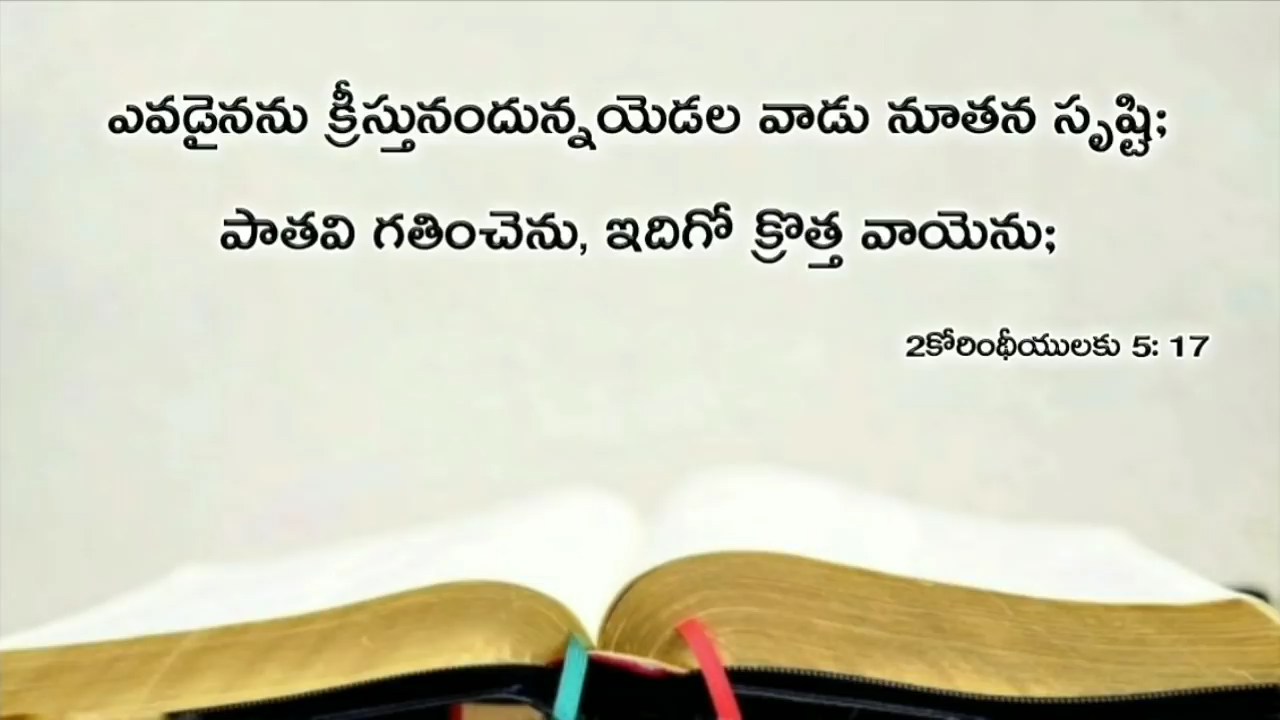 ఎవడైనను క్రీస్తునందున్నయెడల వాడు నూతన సృష్టి;
పాతవి గతించెను, ఇదిగో క్రొత్త వాయెను;
2కోరింథీయులకు 5: 17